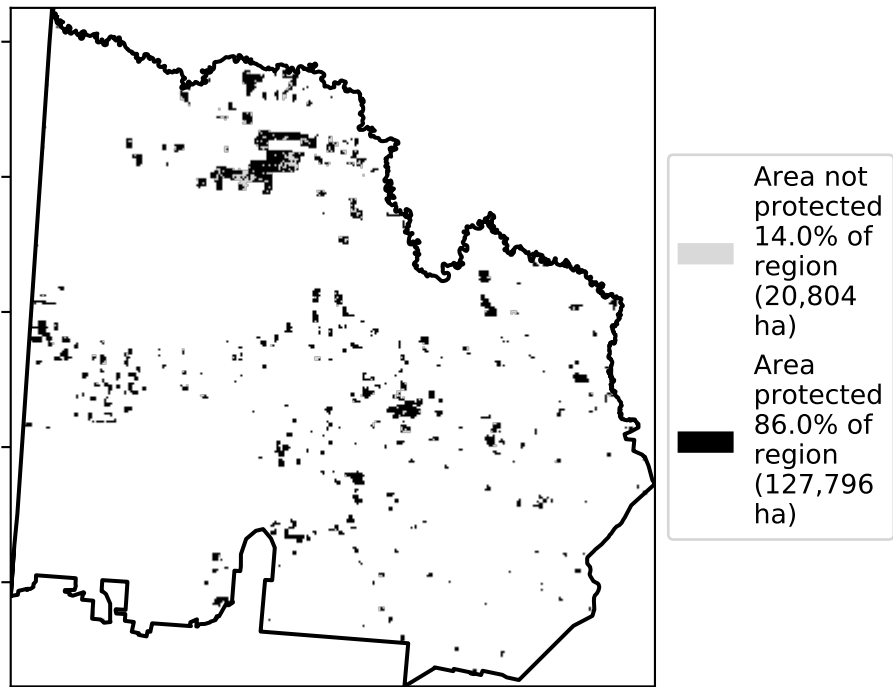 Area not
protected
14.0% of
region
(20,804
ha)
Area
protected
86.0% of
region
(127,796
ha)